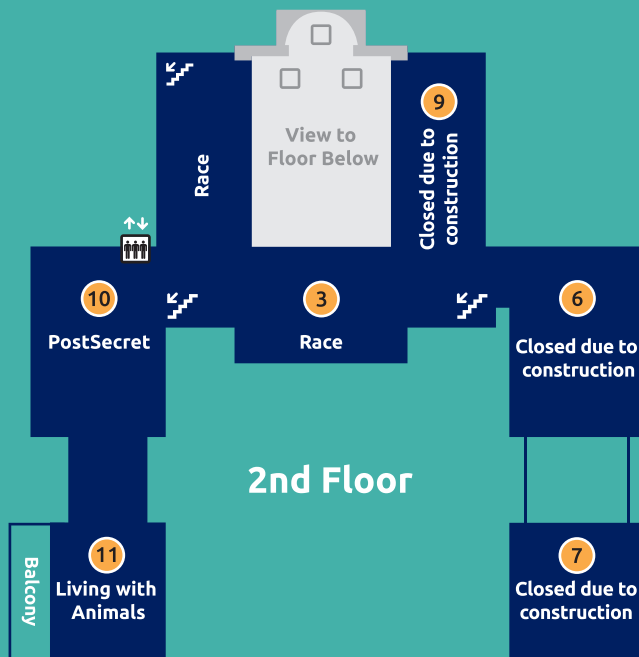 View to
Floor Below
Race
9
Closed due to
construction
10
PostSecret
3
Race
6
Closed due to
construction
2nd Floor
Balcony
11
Living with
Animals
7
Closed due to
construction